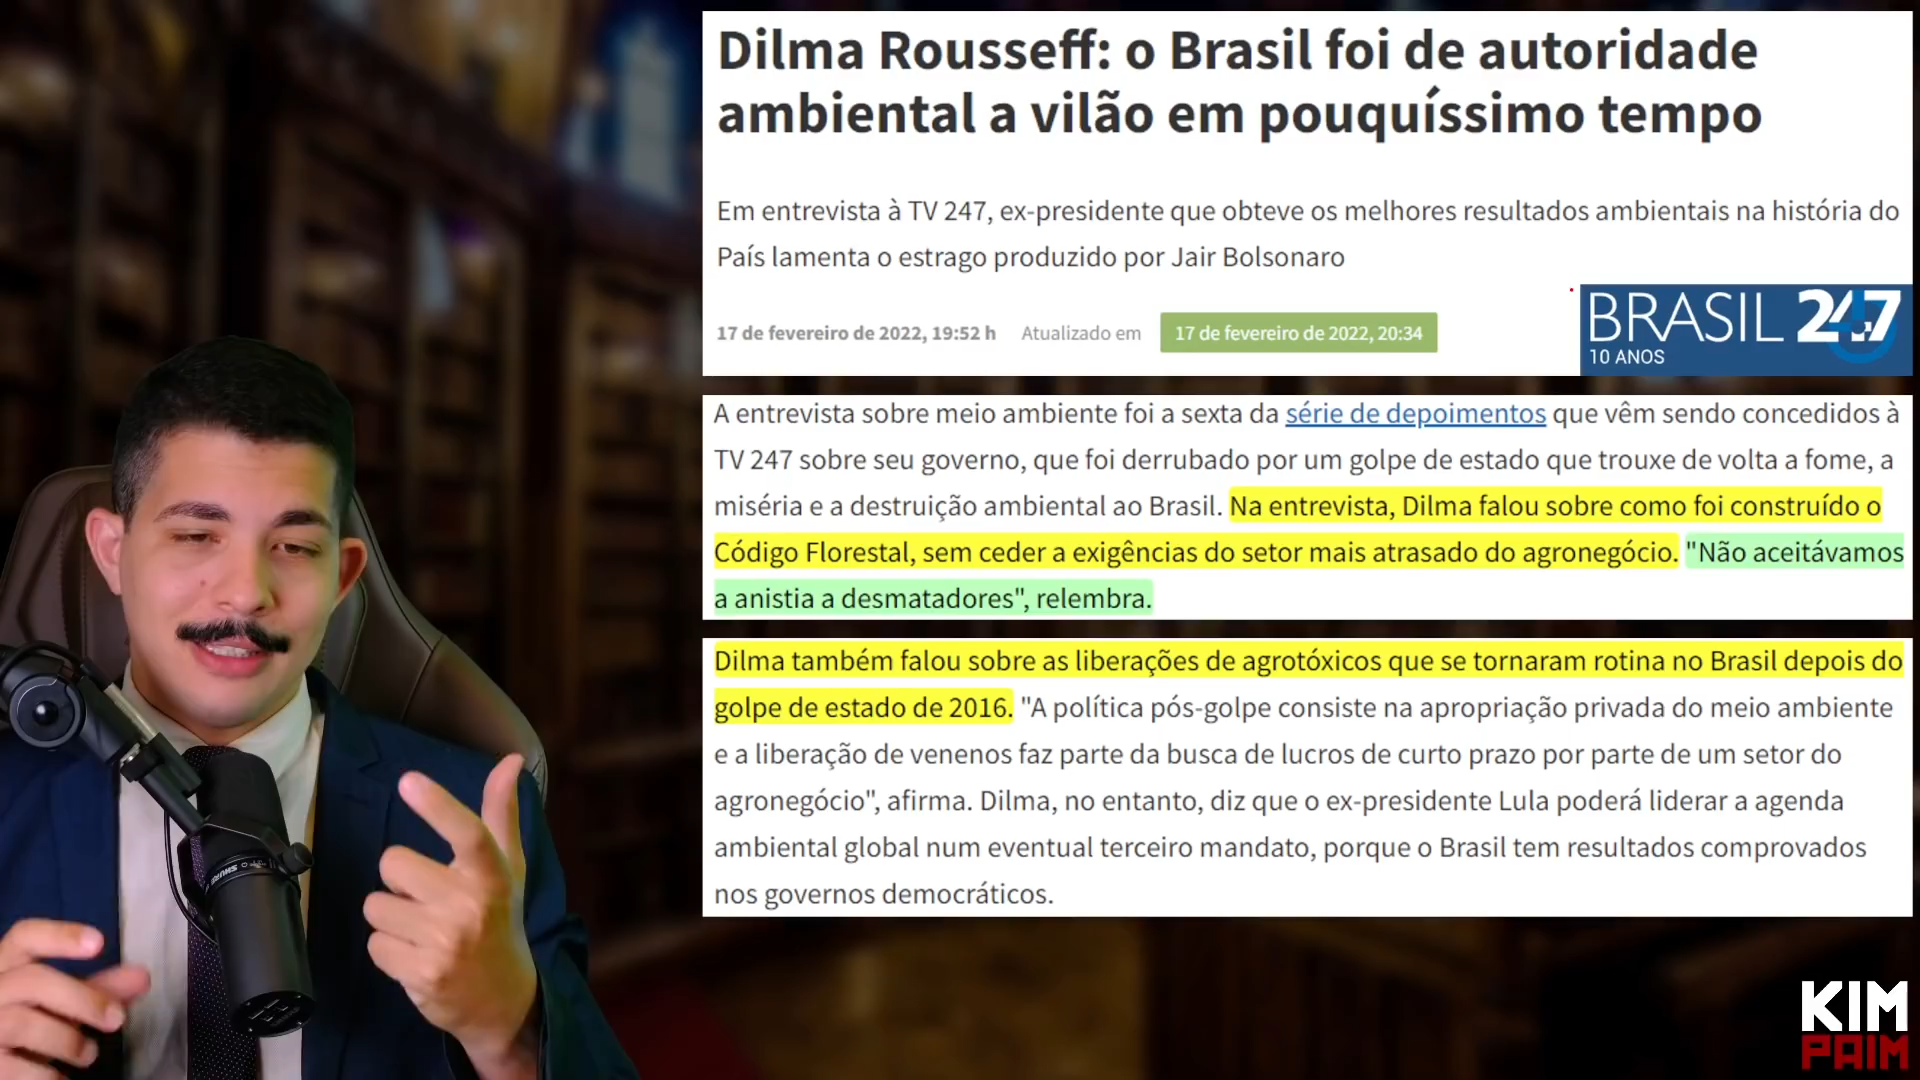 Dilma Rousseff: o Brasil foi de autoridade
ambiental a vilão em pouquíssimo tempo
Em entrevista à TV 247, ex-presidente que obteve os melhores resultados ambientais na história do
País lamenta o estrago produzido por Jair Bolsonaro
17 de fevereiro de 2022, 19:52 h Atualizado em 17 de fevereiro de 2022, 20:34
BRASIL 247
10 ANOS
A entrevista sobre meio ambiente foi a sexta da série de depoimentos que vêm sendo concedidos à
TV 247 sobre seu governo, que foi derrubado por um golpe de estado que trouxe de volta a fome, a
miséria e a destruição ambiental ao Brasil. Na entrevista, Dilma falou sobre como foi construído o
Código Florestal, sem ceder a exigências do setor mais atrasado do agronegócio. "Não aceitávamos
a anistia a desmatadores", relembra.
Dilma também falou sobre as liberações de agrotóxicos que se tornaram rotina no Brasil depois do
golpe de estado de 2016. "A política pós-golpe consiste na apropriação privada do meio ambiente
e a liberação de venenos faz parte da busca de lucros de curto prazo por parte de um setor do
agronegócio", afirma. Dilma, no entanto, diz que o ex-presidente Lula poderá liderar a agenda
ambiental global num eventual terceiro mandato, porque o Brasil tem resultados comprovados
nos governos democráticos.
SHURE
KIM
PAIM